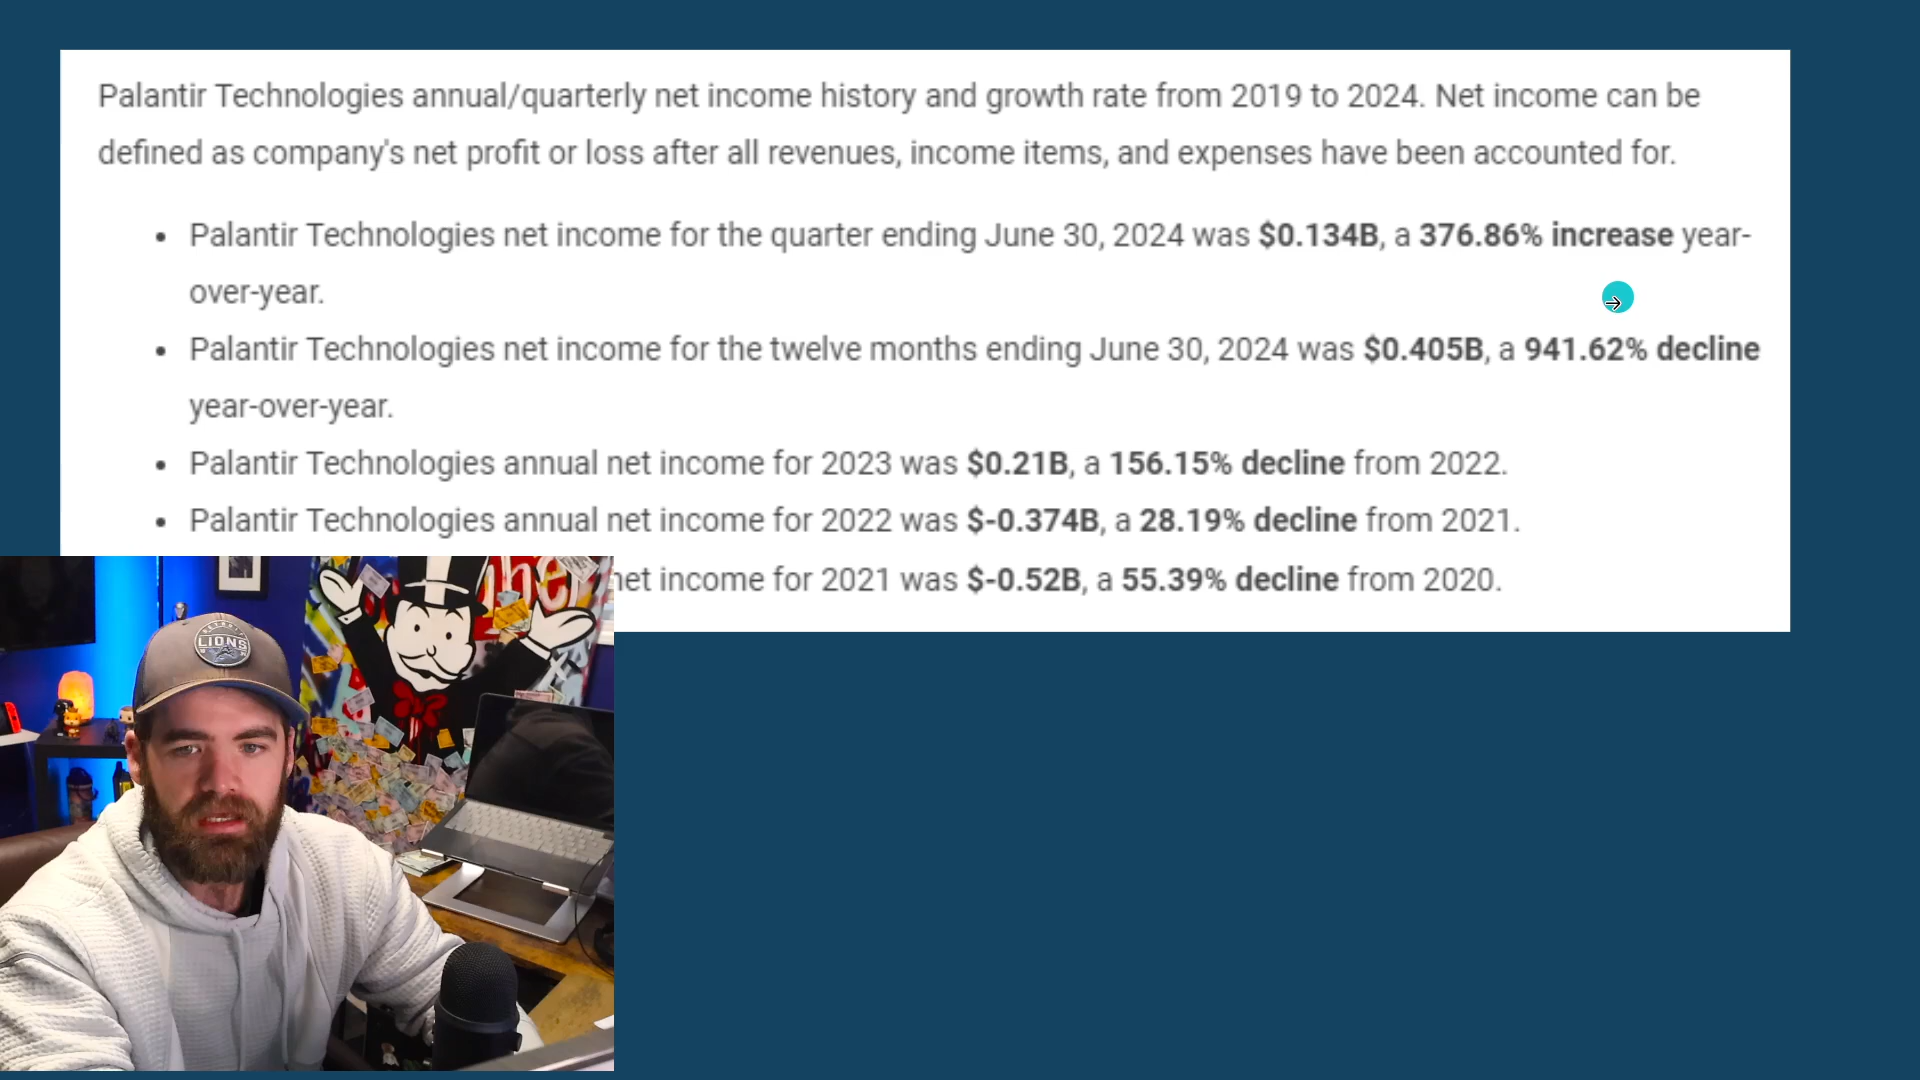 Palantir Technologies annual/quarterly net income history and growth rate from 2019 to 2024. Net income can be
defined as company's net profit or loss after all revenues, income items, and expenses have been accounted for.
• Palantir Technologies net income for the quarter ending June 30, 2024 was $0.134B, a 376.86% increase year-
over-year.
• Palantir Technologies net income for the twelve months ending June 30, 2024 was $0.405B, a 941.62% decline
year-over-year.
• Palantir Technologies annual net income for 2023 was $0.21B, a 156.15% decline from 2022.
• Palantir Technologies annual net income for 2022 was $-0.374B, a 28.19% decline from 2021.
net income for 2021 was $-0.52B, a 55.39% decline from 2020.
LIONS